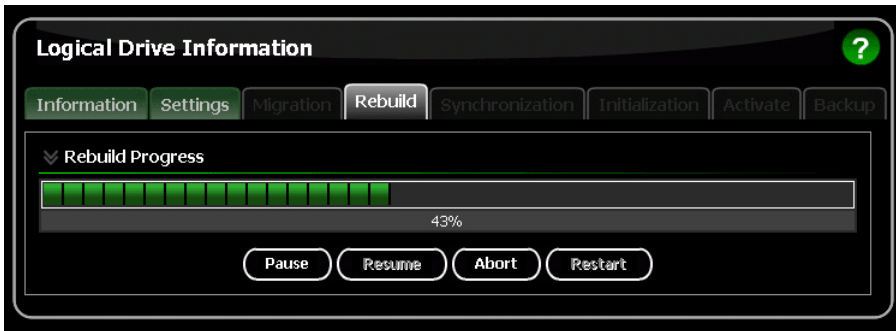 Logical Drive Information
?
Information Settings Migration Rebuild Synchronization Initialization Activate Backup
Rebuild Progress
43%
Pause Resume Abort Restart